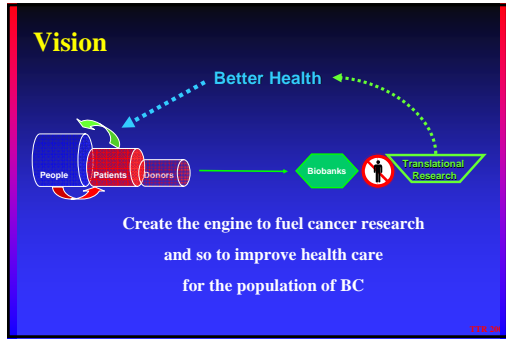 Vision
Better Health
People
Patients
Donors
Biobanks
Translational
Research
Create the engine to fuel cancer research
and so to improve health care
for the population of BC